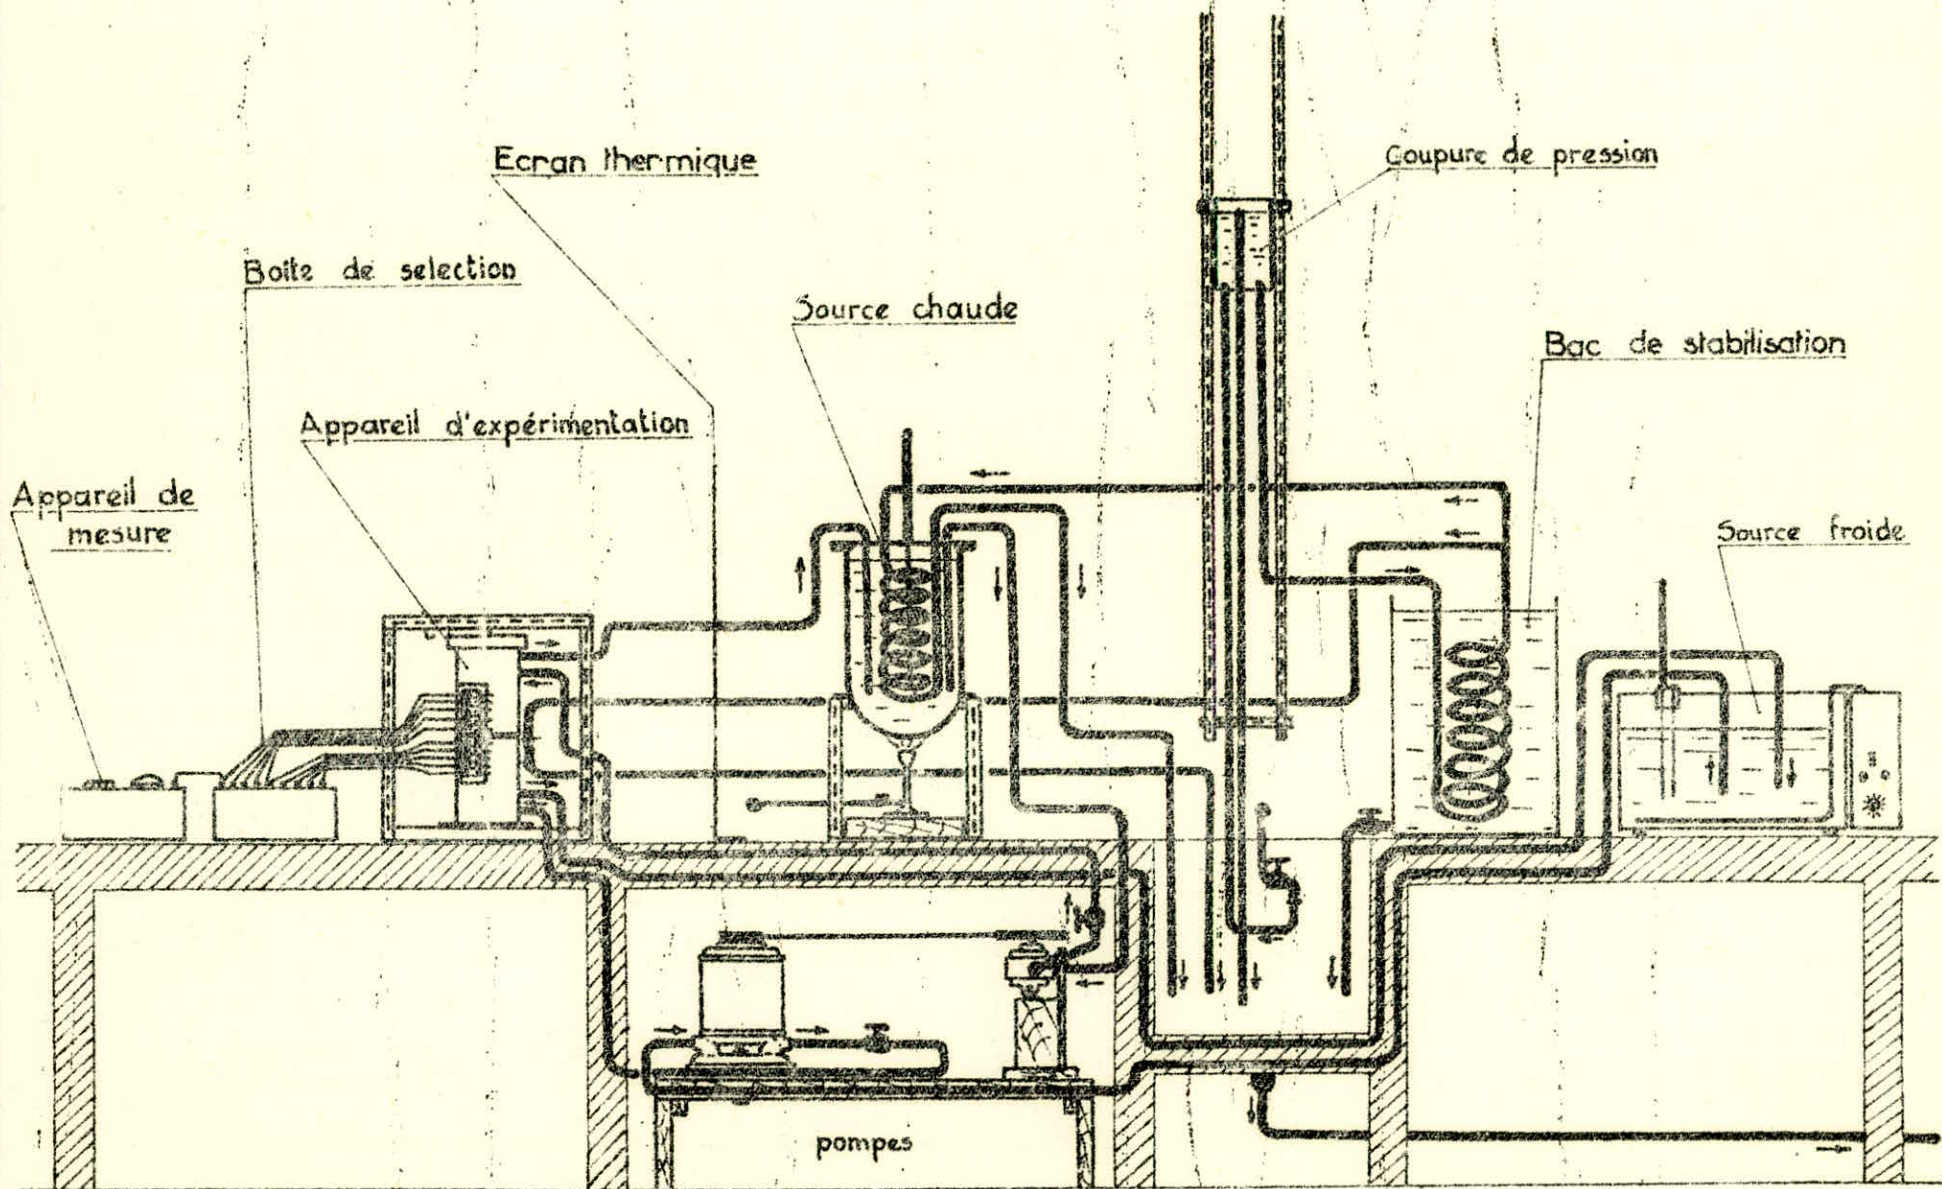 Ecran thermique
Coupure de pression
Boite de selection
Source chaude
Bac de stabilisation
Appareil d'expérimentation
Appareil de
mesure
Source froide
pompes